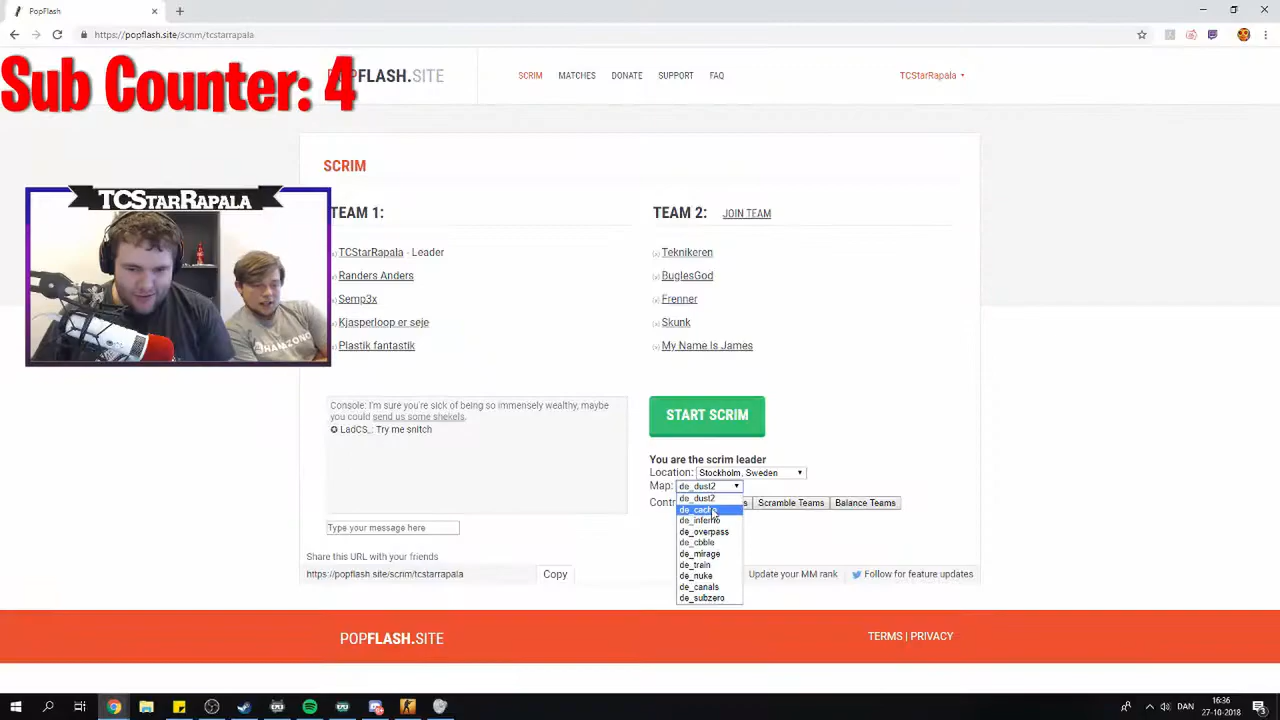 PopFlash
https://popflash.site/scrim/tcstarrapala
Sub Counter: 4
FLASH.SITE
SCRIM
MATCHES
DONATE
SUPPORT
FAQ
TCStarRapala
SCRIM
TCStarRapala
TEAM 1:
TCStarRapala - Leader
Randers Anders
Semp3x
Kjasperloop er seje
Plastik fantastik
TEAM 2: JOIN TEAM
(x) Teknikeren
(x) BuglesGod
(x) Frenner
(x) Skunk
(x) My Name Is James
Console: I'm sure you're sick of being so immensely wealthy, maybe
you could send us some shekels.
✪ LadCS_: Try me snitch
Type your message here
Share this URL with your friends
https://popflash.site/scrim/tcstarrapala
Copy
START SCRIM
You are the scrim leader
Location: Stockholm, Sweden
Map: de_dust2
Scramble Teams
Balance Teams
de_dust2
de_cache
de_inferno
de_overpass
de_cbble
de_mirage
de_train
de_nuke
de_canals
de_subzero
Update your MM rank
Follow for feature updates
POPFLASH.SITE
TERMS | PRIVACY
DAN
16:36
27-10-2018